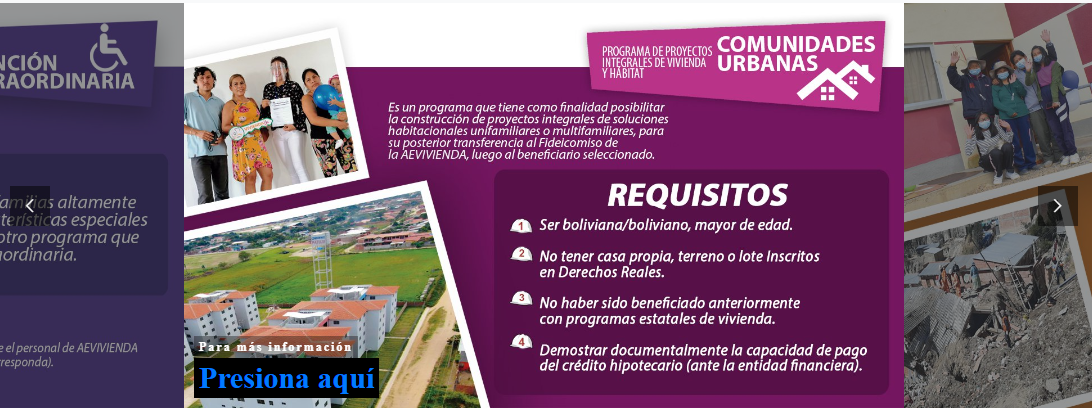 NCIÓN
RAORDINARIA
familias altamente
terísticas especiales
otro programa que
aordinaria.
e el personal de AEVIVIENDA
rresponda).
PROGRAMA DE PROYECTOS
INTEGRALES DE VIVIENDA
Y HÁBITAT
COMUNIDADES
URBANAS
Es un programa que tiene como finalidad posibilitar
la construcción de proyectos integrales de soluciones
habitacionales unifamiliares o multifamiliares, para
su posterior transferencia al Fideicomiso de
la AEVIVIENDA, luego al beneficiario seleccionado.
REQUISITOS
1 Ser boliviana/boliviano, mayor de edad.
2 No tener casa propia, terreno o lote Inscritos
en Derechos Reales.
3 No haber sido beneficiado anteriormente
con programas estatales de vivienda.
4 Demostrar documentalmente la capacidad de pago
del crédito hipotecario (ante la entidad financiera).
Para más información
Presiona aquí